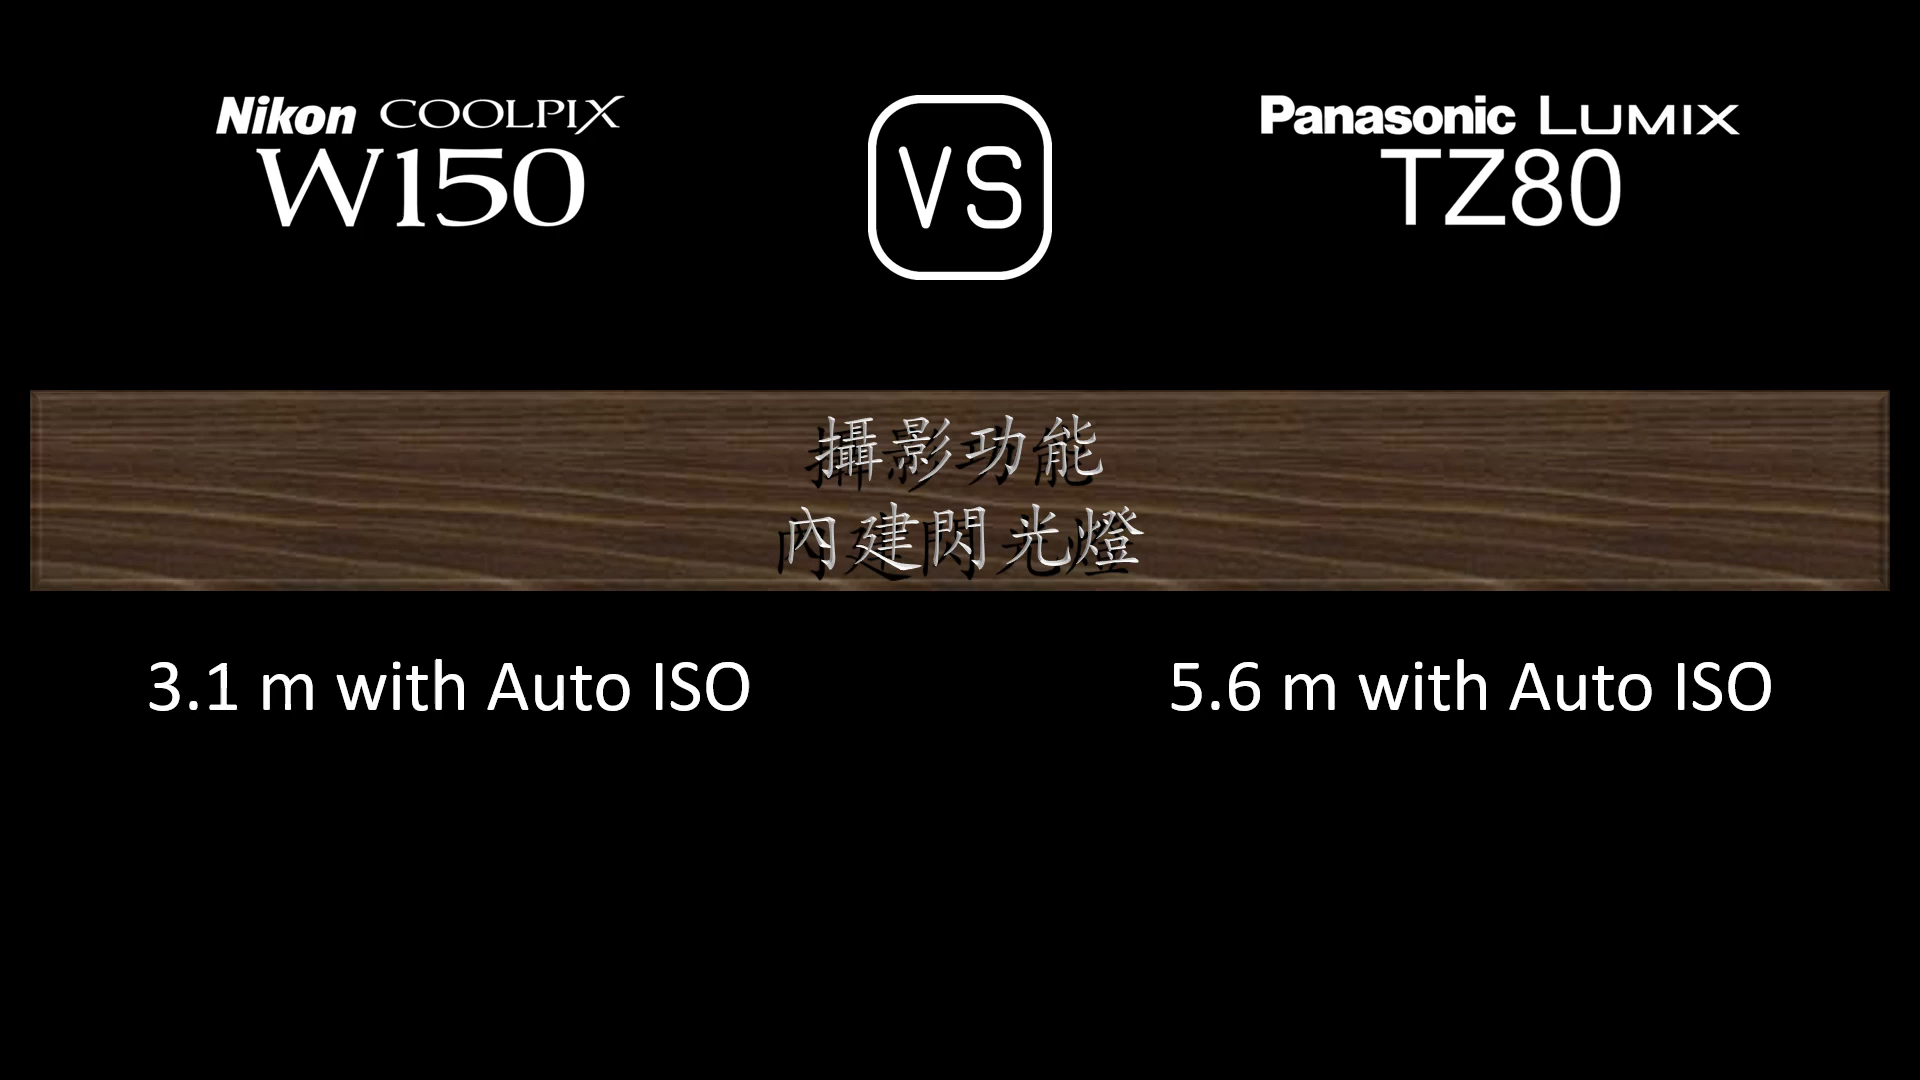 Nikon COOLPIX
W150
VS
Panasonic LUMIX
TZ80
攝影功能
內建閃光燈
3.1 m with Auto ISO
5.6 m with Auto ISO